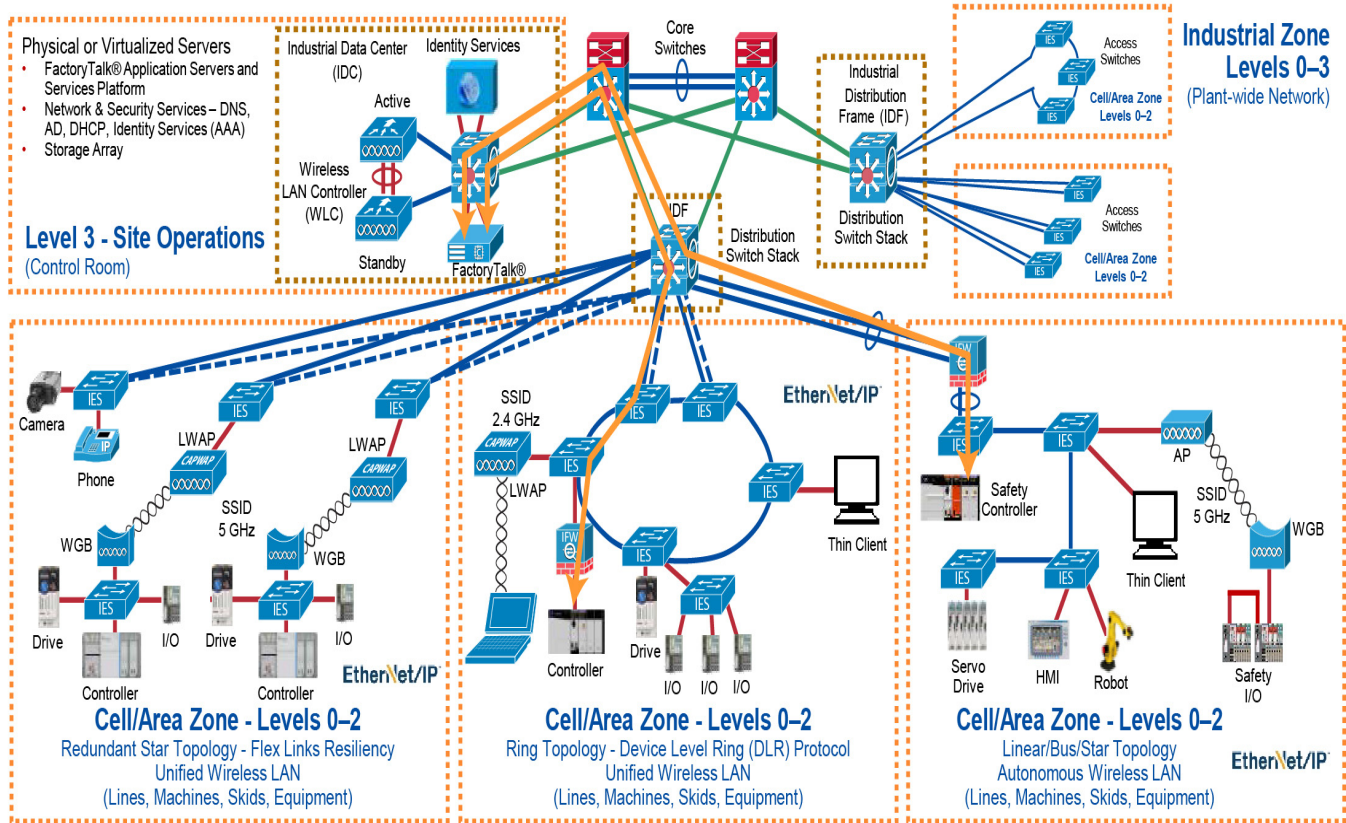 Physical or Virtualized Servers
• FactoryTalk® Application Servers and
Services Platform
• Network & Security Services – DNS,
AD, DHCP, Identity Services (AAA)
• Storage Array
Level 3 - Site Operations
(Control Room)
Industrial Data Center
(IDC)
Identity Services
Active
Wireless
LAN Controller
(WLC)
Standby
FactoryTalk®
Core
Switches
IDF
Distribution
Switch Stack
Industrial
Distribution
Frame (IDF)
Distribution
Switch Stack
IES
IES
IES
Access
Switches
Cell/Area Zone
Levels 0–2
IES
IES
IES
Access
Switches
Cell/Area Zone
Levels 0–2
Industrial Zone
Levels 0–3
(Plant-wide Network)
Camera
IES
IP
Phone
IES
LWAP
CAPWAP
SSID
5 GHz
WGB
IES
LWAP
CAPWAP
WGB
IES
Drive
I/O
Controller
IES
Drive
I/O
Controller
EtherNet/IP™
Cell/Area Zone - Levels 0–2
Redundant Star Topology - Flex Links Resiliency
Unified Wireless LAN
(Lines, Machines, Skids, Equipment)
SSID
2.4 GHz
CAPWAP
LWAP
IES
IES
IES
EtherNet/IP™
IES
Thin Client
IFW
Controller
IES
Drive
IES
I/O
I/O
I/O
Cell/Area Zone - Levels 0–2
Ring Topology - Device Level Ring (DLR) Protocol
Unified Wireless LAN
(Lines, Machines, Skids, Equipment)
IFW
IES
IES
AP
Safety
Controller
SSID
5 GHz
WGB
Thin Client
IES
IES
Servo
Drive
HMI
Robot
Safety
I/O
Cell/Area Zone - Levels 0–2
Linear/Bus/Star Topology
Autonomous Wireless LAN
(Lines, Machines, Skids, Equipment)
EtherNet/IP™